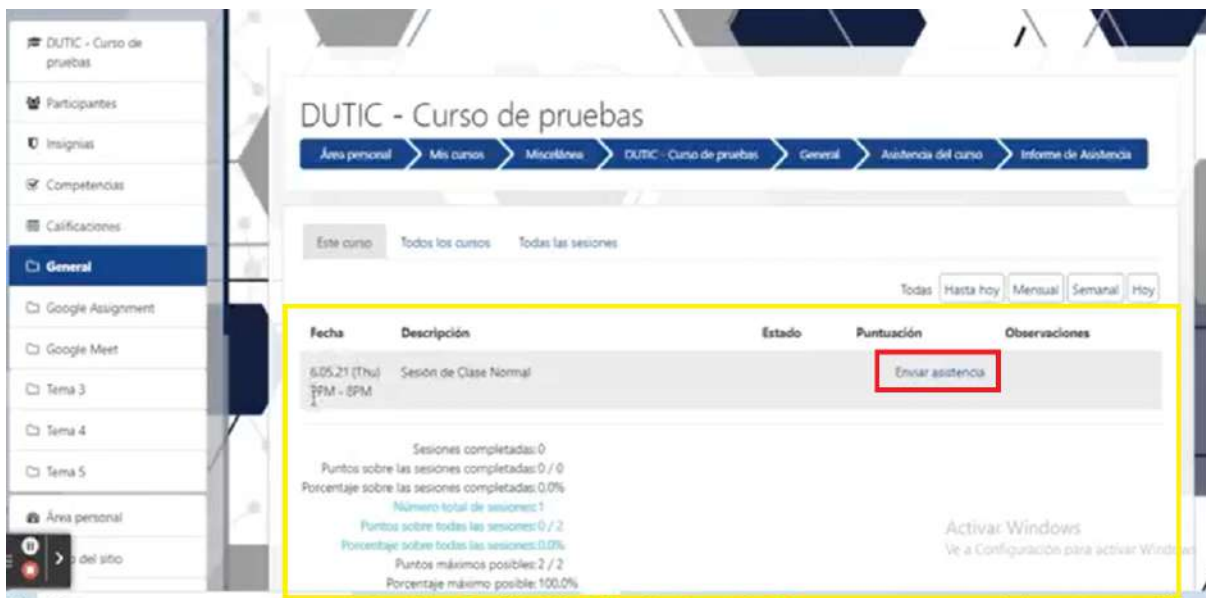 DUTIC - Curso de
pruebas
Participantes
Insignias
Competencias
Calificaciones
General
Google Assignment
Google Meet
Tema 3
Tema 4
Tema 5
Área personal
del sitio
DUTIC - Curso de pruebas
Área personal Mis cursos Miscelánea DUTIC - Curso de pruebas General Asistencia del curso Informe de Asistencia
Este curso Todos los cursos Todas las sesiones
Todas Hasta hoy Mensual Semanal Hoy
Fecha Descripción Estado Puntuación Observaciones
6.05.21 (Thu) Sesión de Clase Normal Enviar asistencia
PM - 8PM
Sesiones completadas: 0
Puntos sobre las sesiones completadas: 0 / 0
Porcentaje sobre las sesiones completadas: 0.0%
Número total de sesiones: 1
Puntos sobre todas las sesiones: 0 / 2
Porcentaje sobre todas las sesiones: 0.0%
Puntos máximos posibles: 2 / 2
Porcentaje máximo posible: 100.0%
Activar Windows
Ve a Configuración para activar Windows